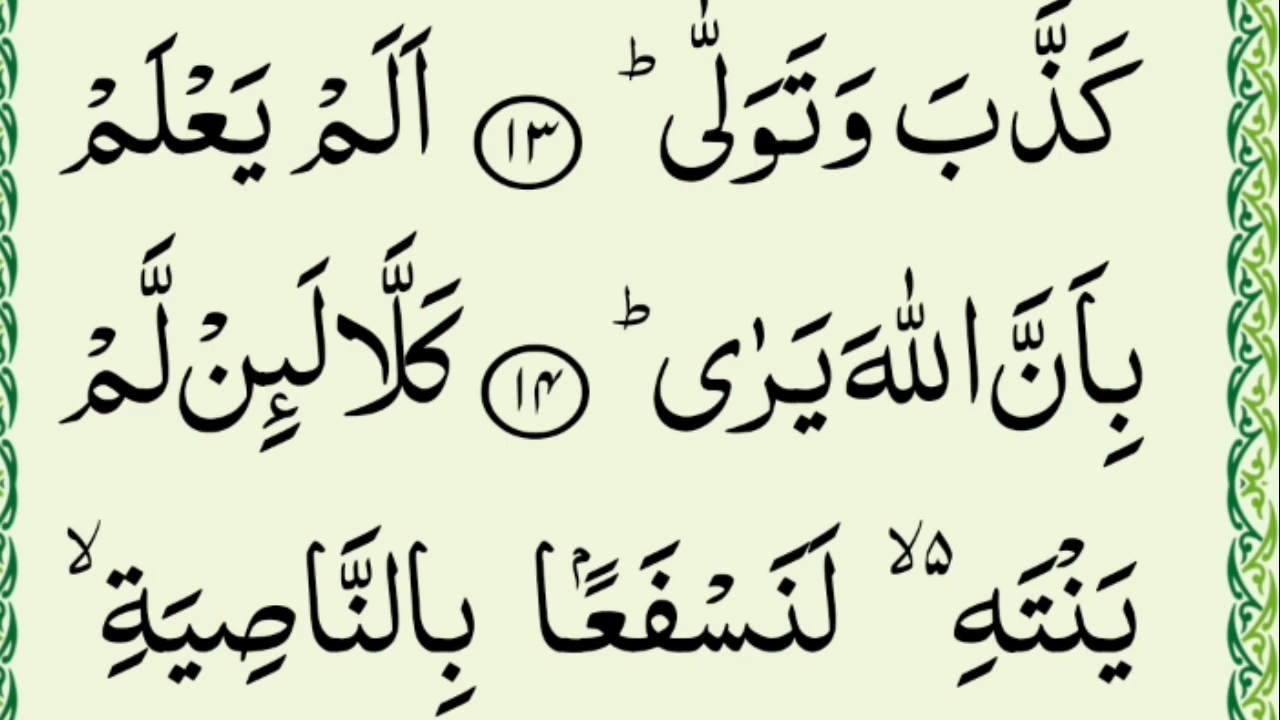 كَذَّبَ وَتَوَلّٰى ؕ ﴿۱۳﴾ اَلَمْ يَعْلَمْ
بِاَنَّ اللّٰهَ يَرٰى ؕ ﴿۱۴﴾ كَلَّا لَئِنْ لَّمْ
يَنْتَهِ ۵ ۙ لَنَسْفَعًۢا بِالنَّاصِيَةِ ۙ